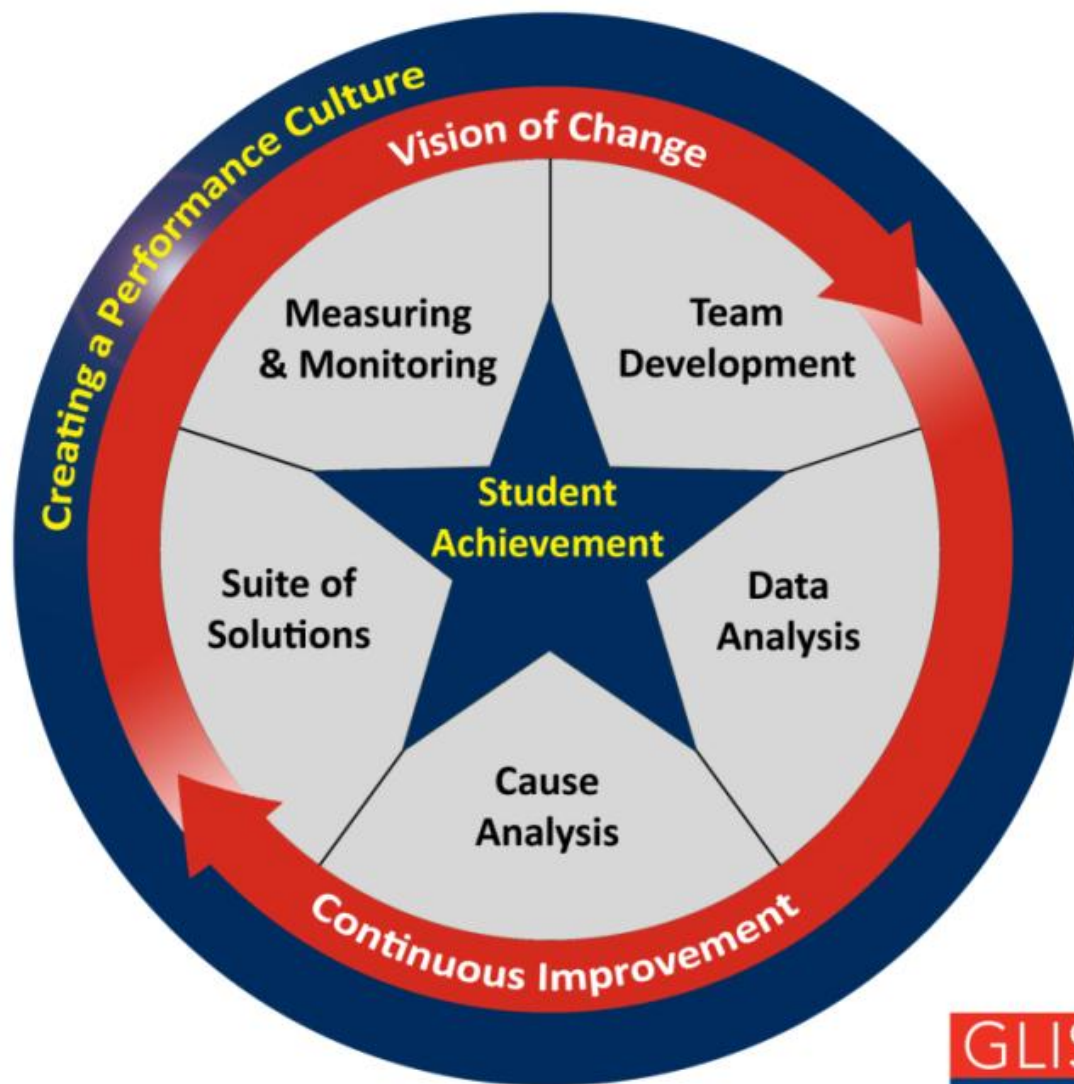 Creating a Performance Culture
Vision of Change
Measuring
& Monitoring
Team
Development
Student
Achievement
Suite of
Solutions
Data
Analysis
Cause
Analysis
Continuous Improvement